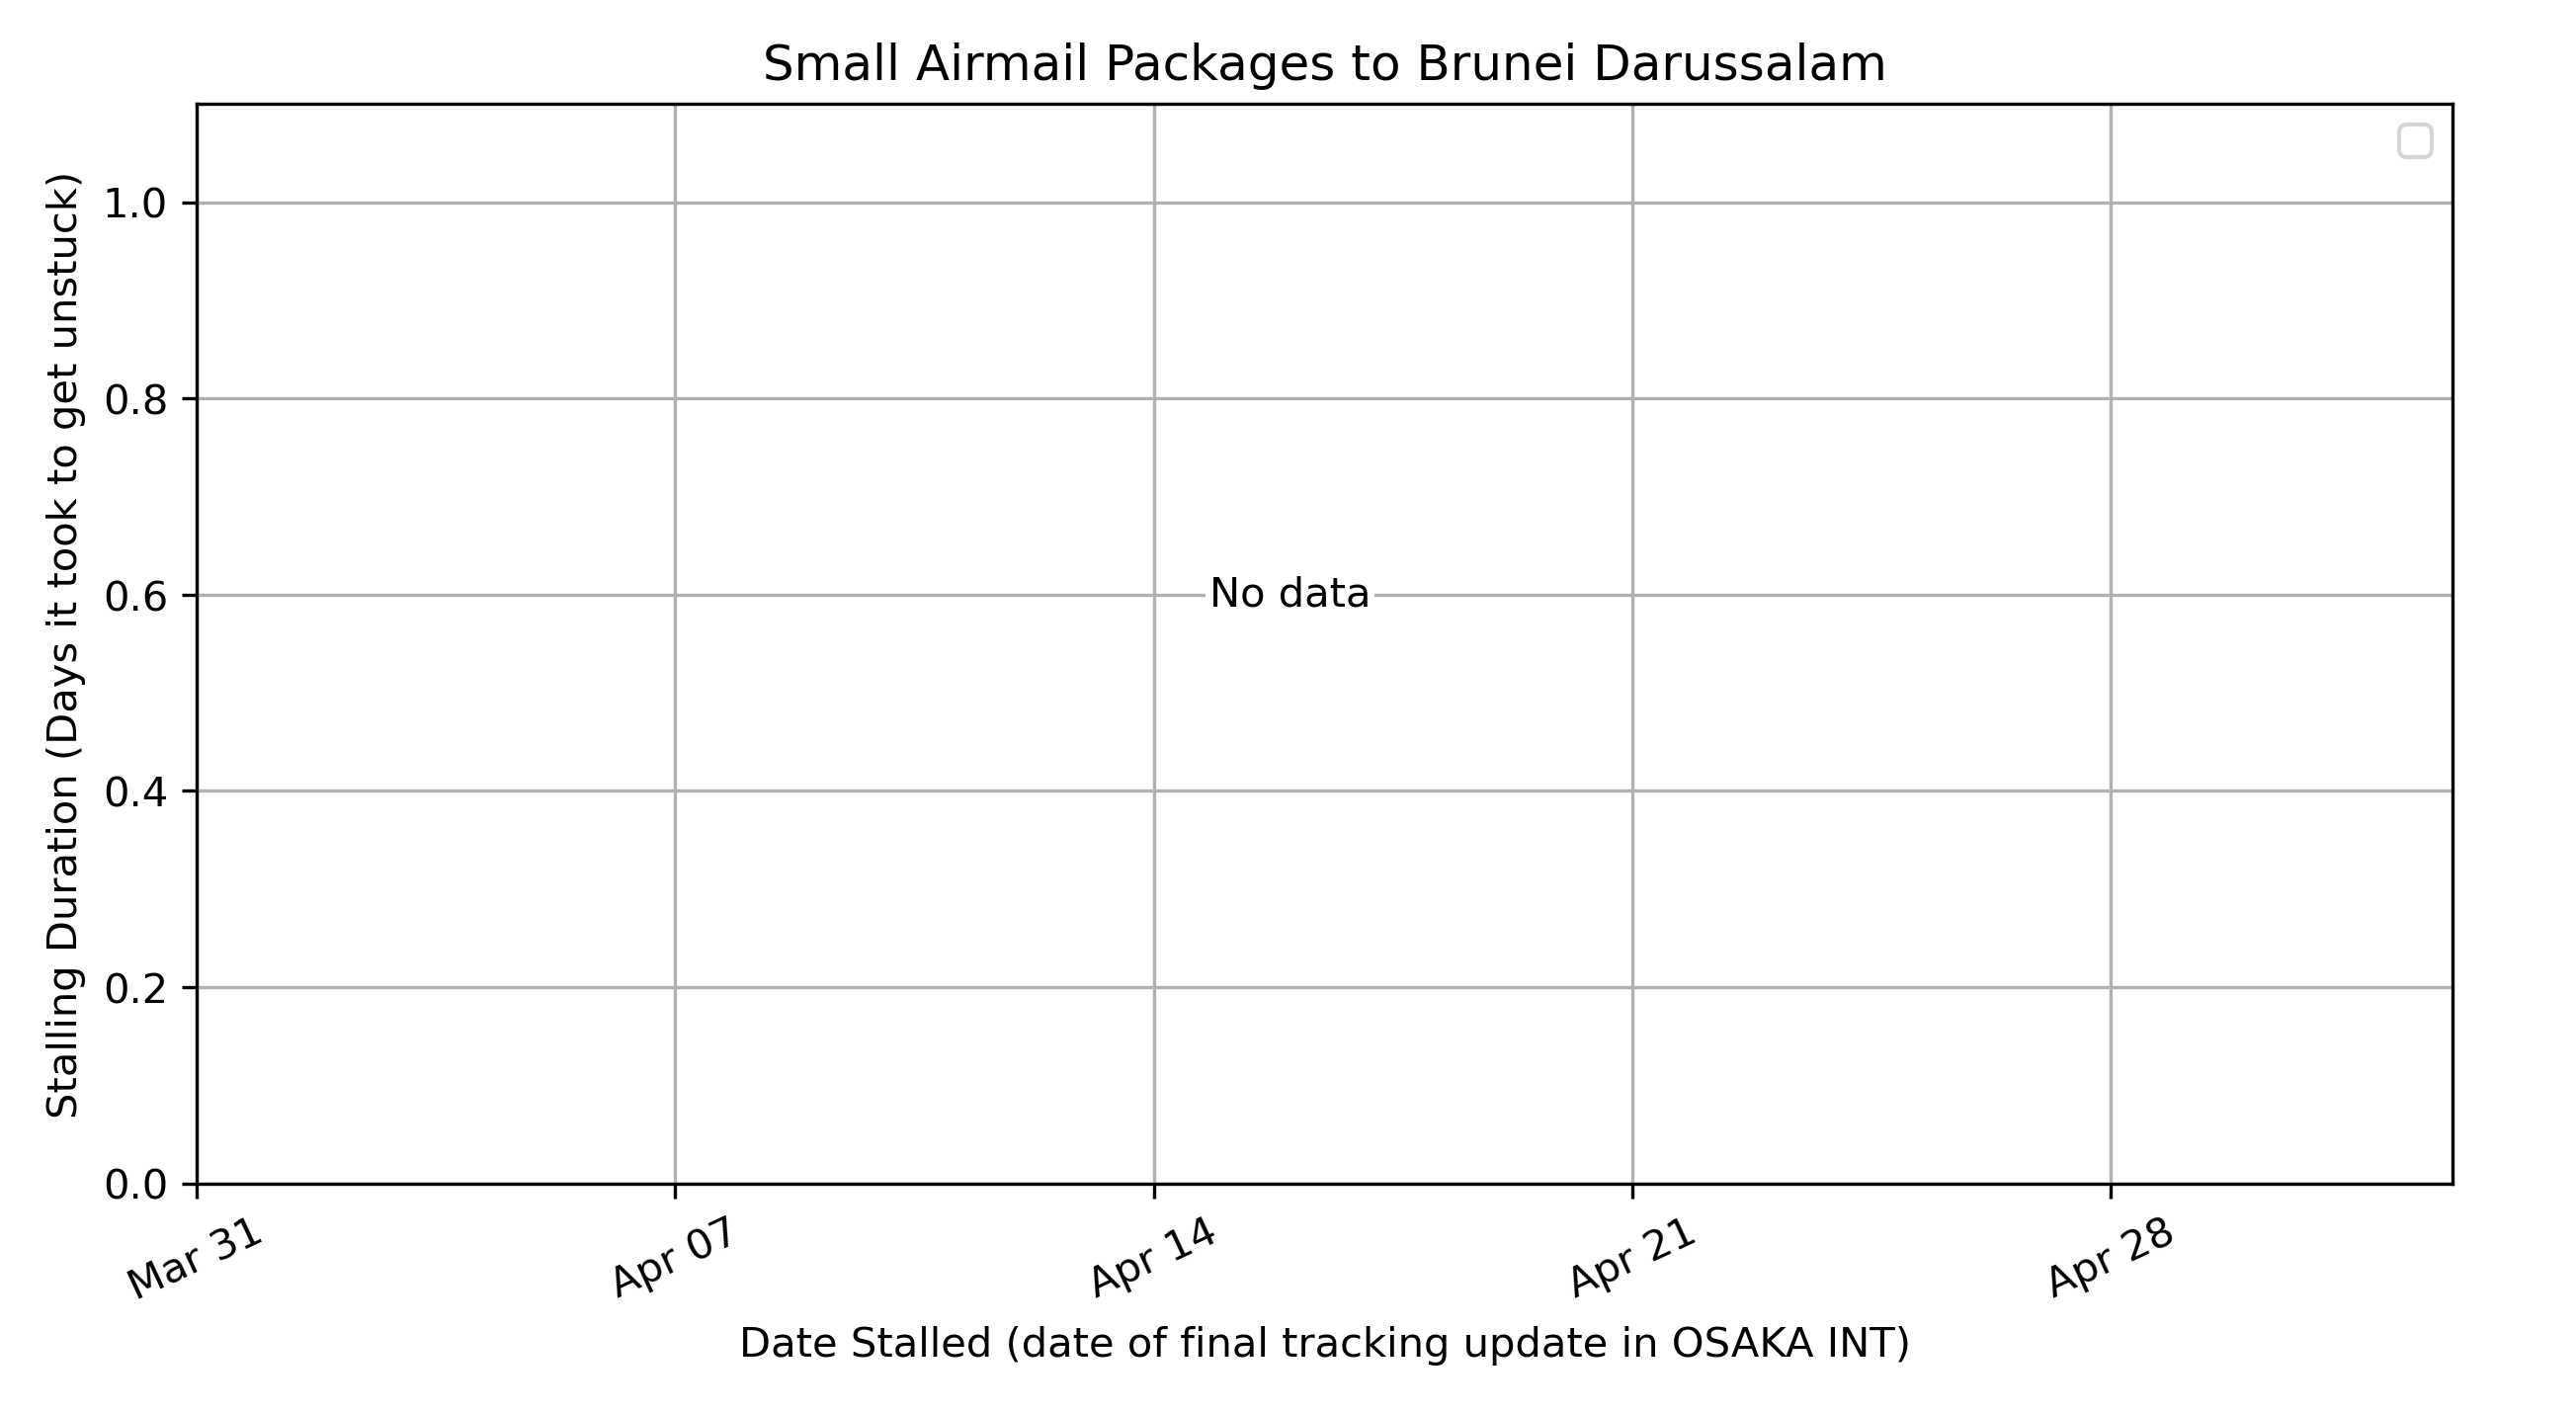 Small Airmail Packages to Brunei Darussalam
Stalling Duration (Days it took to get unstuck)
1.0
0.8
0.6
0.4
0.2
0.0
No data
Mar 31
Apr 07
Apr 14
Apr 21
Apr 28
Date Stalled (date of final tracking update in OSAKA INT)